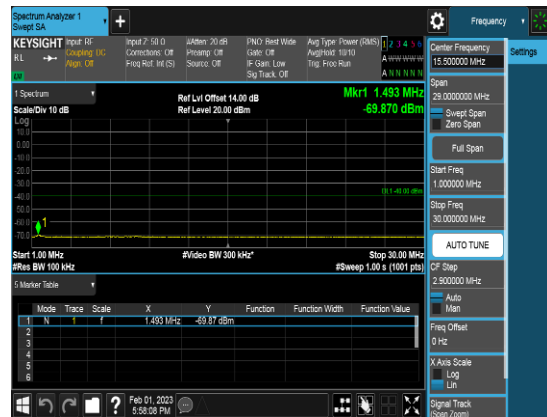 Spectrum Analyzer 1
Swept SA
+
Frequency
KEYSIGHT
RL
Input: RF
Coupling: DC
Align: Off
Input Z: 50 Ω
Corrections: Off
Freq Ref: Int (S)
#Atten: 20 dB
Preamp: Off
Source: Off
PNO: Best Wide
Gate: Off
IF Gain: Low
Sig Track: Off
Avg Type: Power (RMS)
Avg|Hold: 10/10
Trig: Free Run
1 2 3 4 5 6
A W W W W W
A N N N N N
LXI
Center Frequency
15.500000 MHz
Settings
Span
29.0000000 MHz
Swept Span
Zero Span
Full Span
Start Freq
1.000000 MHz
Stop Freq
30.000000 MHz
AUTO TUNE
CF Step
2.900000 MHz
Auto
Man
Freq Offset
0 Hz
X Axis Scale
Log
Lin
Signal Track
(Span Zoom)
1 Spectrum
Scale/Div 10 dB
Ref Lvl Offset 14.00 dB
Ref Level 20.00 dBm
Mkr1 1.493 MHz
-69.870 dBm
Log
10.0
0.00
-10.0
-20.0
-30.0
-40.0
-50.0
-60.0
-70.0
1
DL1 -40.00 dBm
Start 1.00 MHz
#Res BW 100 kHz
#Video BW 300 kHz*
Stop 30.00 MHz
#Sweep 1.00 s (1001 pts)
5 Marker Table
Mode Trace Scale X Y Function Function Width Function Value
1 N 1 f 1.493 MHz -69.87 dBm
2
3
4
5
6
?
Feb 01, 2023
5:58:08 PM